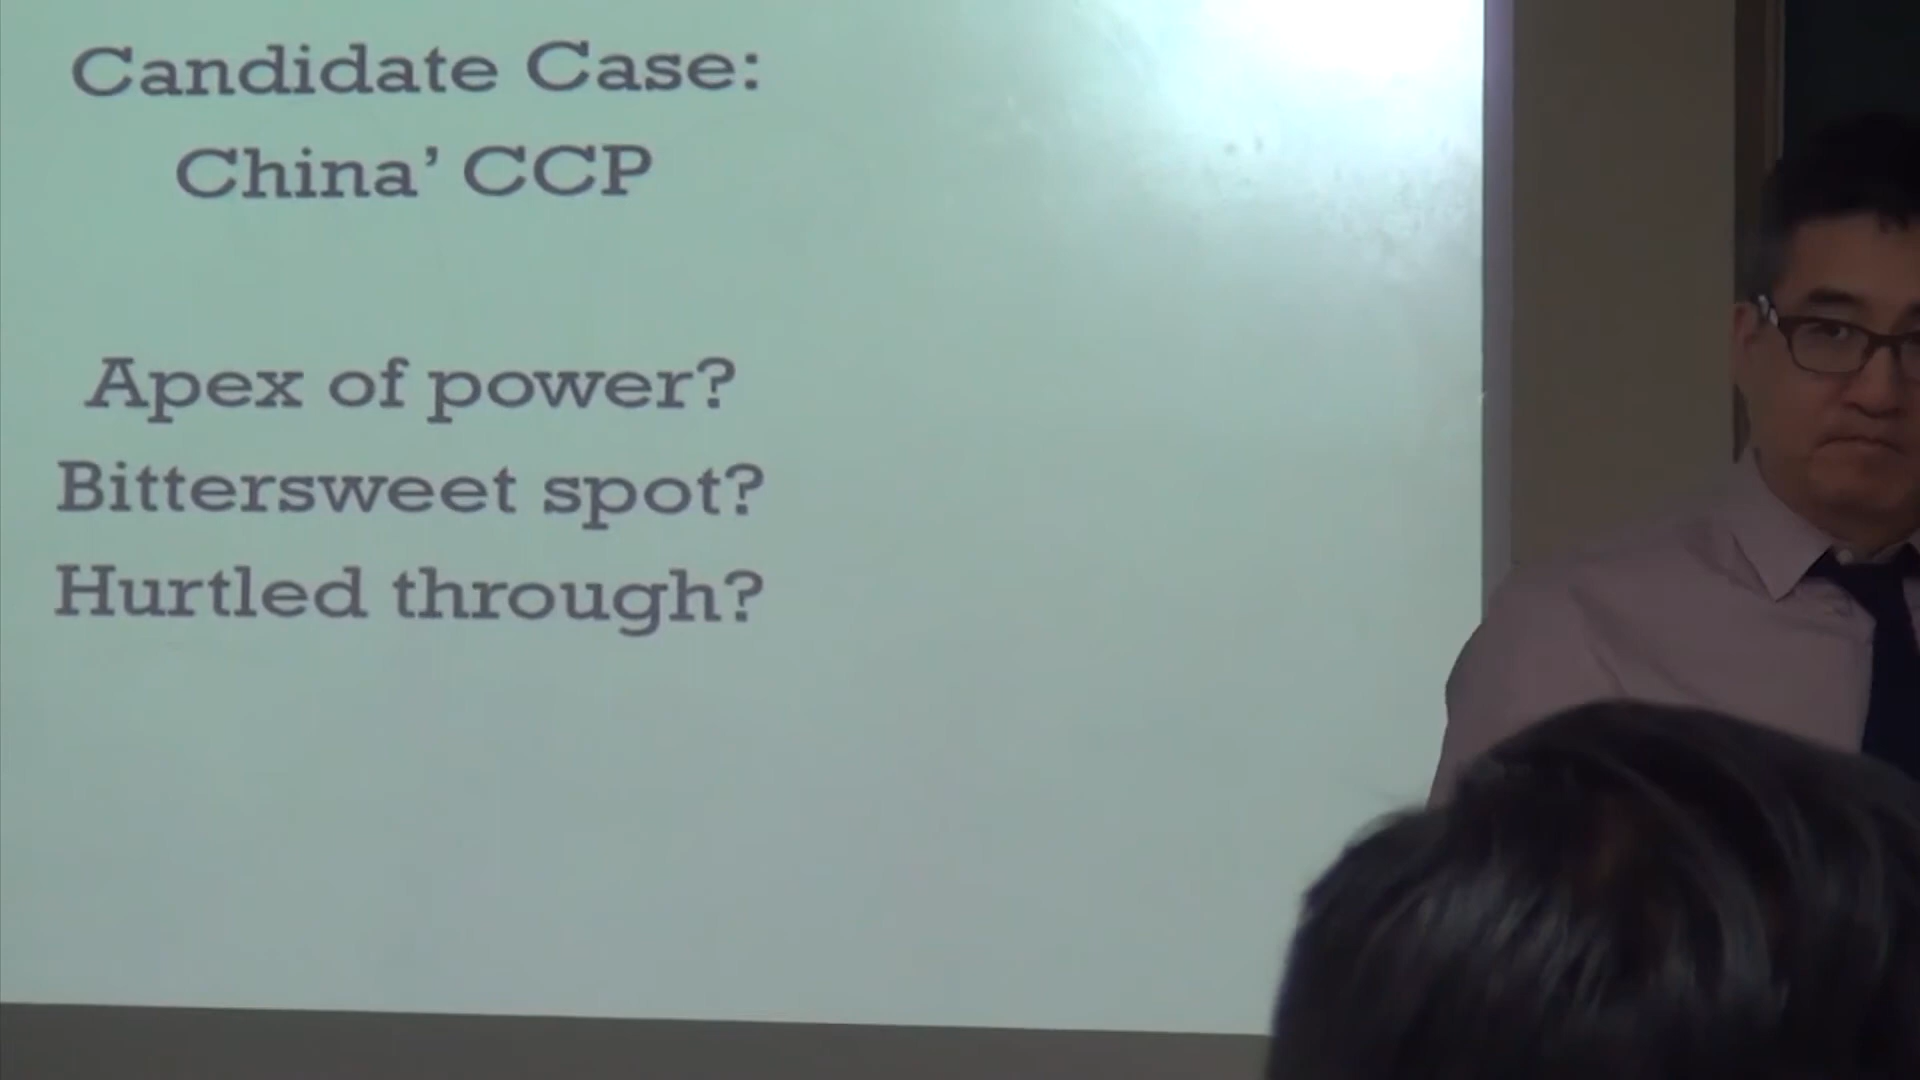 Candidate Case:
China’ CCP
Apex of power?
Bittersweet spot?
Hurtled through?